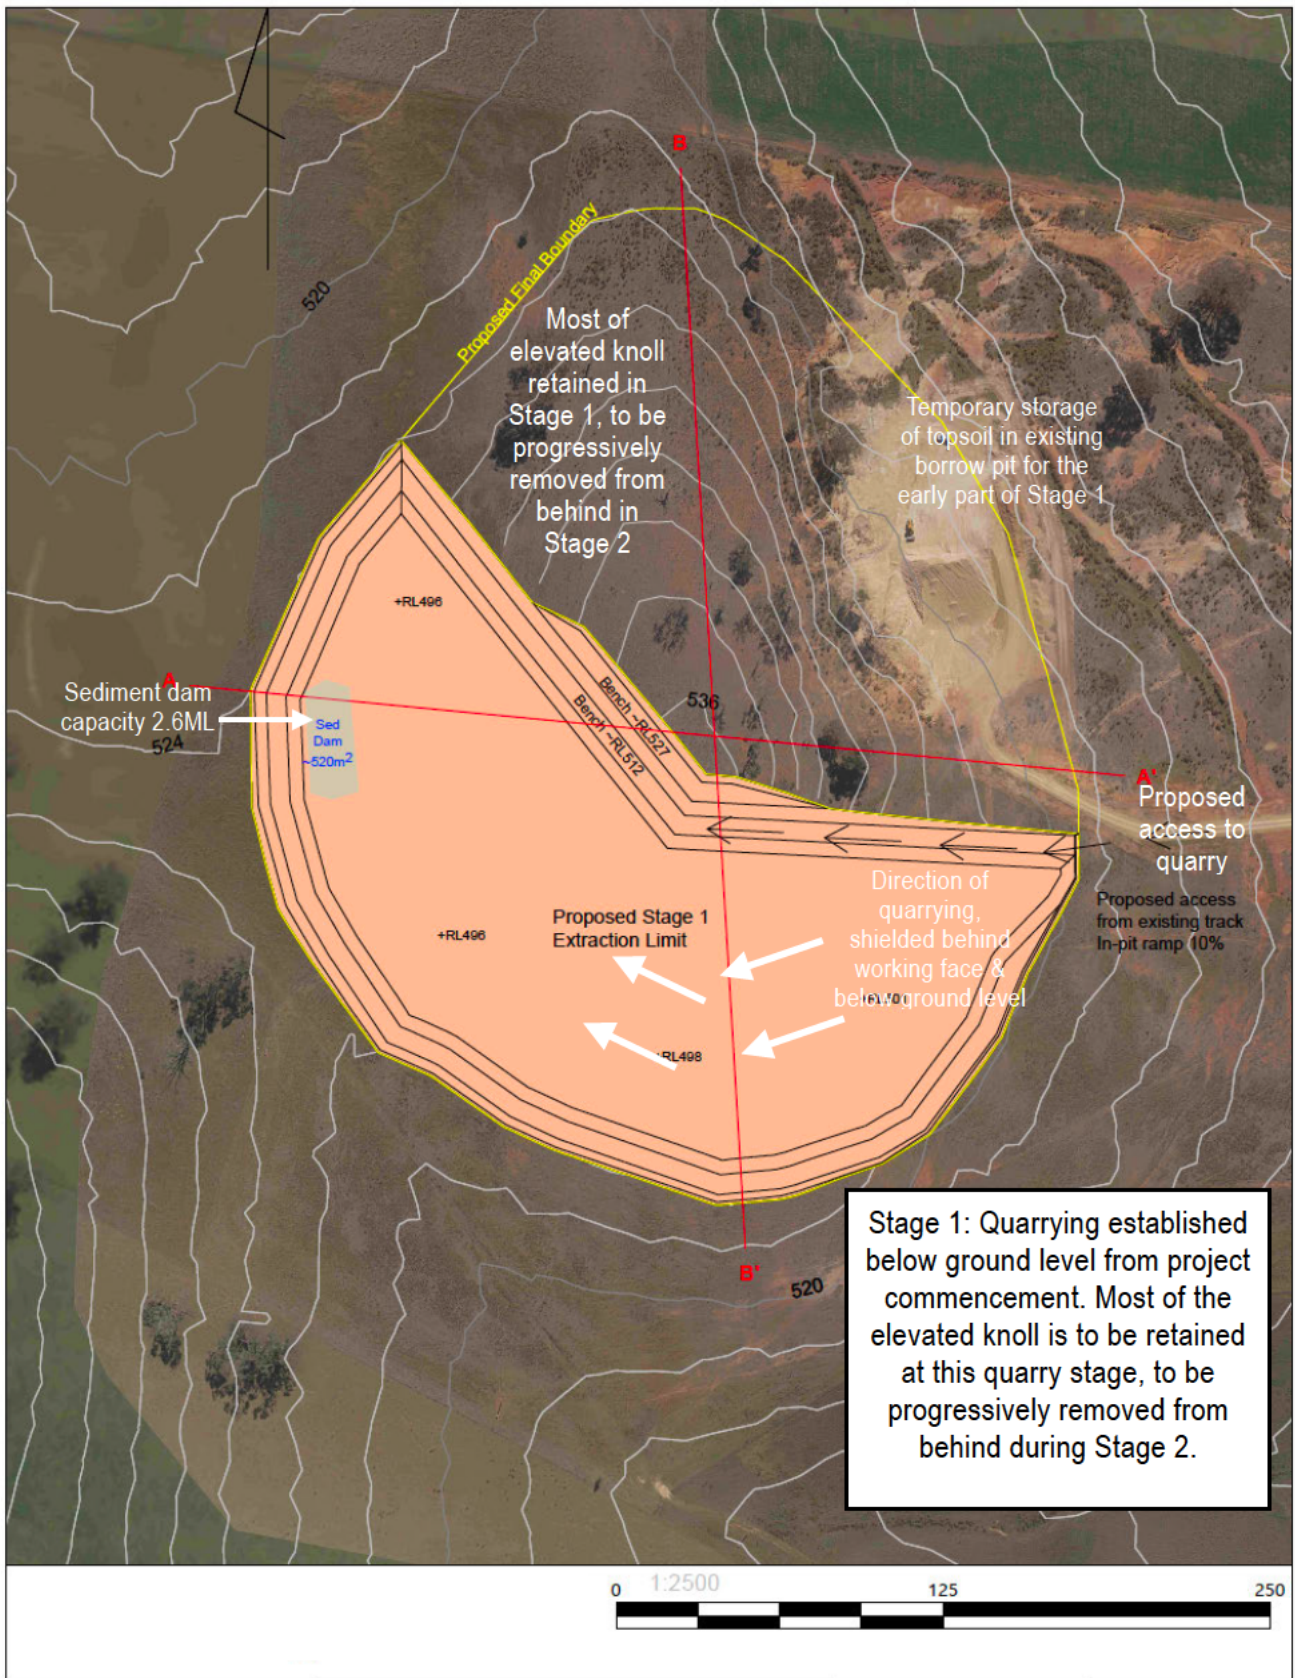 B
Proposed Final Boundary
520
Most of
elevated knoll
retained in
Stage 1, to be
progressively
removed from
behind in
Stage 2
Temporary storage
of topsoil in existing
borrow pit for the
early part of Stage 1
+RL496
A
Sediment dam
capacity 2.6ML
524
Sed
Dam
~520m²
Bench ~RL527
Bench ~RL512
536
A'
Proposed
access to
quarry
Proposed access
from existing track
In-pit ramp 10%
Direction of
quarrying,
shielded behind
working face &
below ground level
Proposed Stage 1
Extraction Limit
+RL496
+RL498
B'
520
Stage 1: Quarrying established
below ground level from project
commencement. Most of the
elevated knoll is to be retained
at this quarry stage, to be
progressively removed from
behind during Stage 2.
0
1:2500
125
250